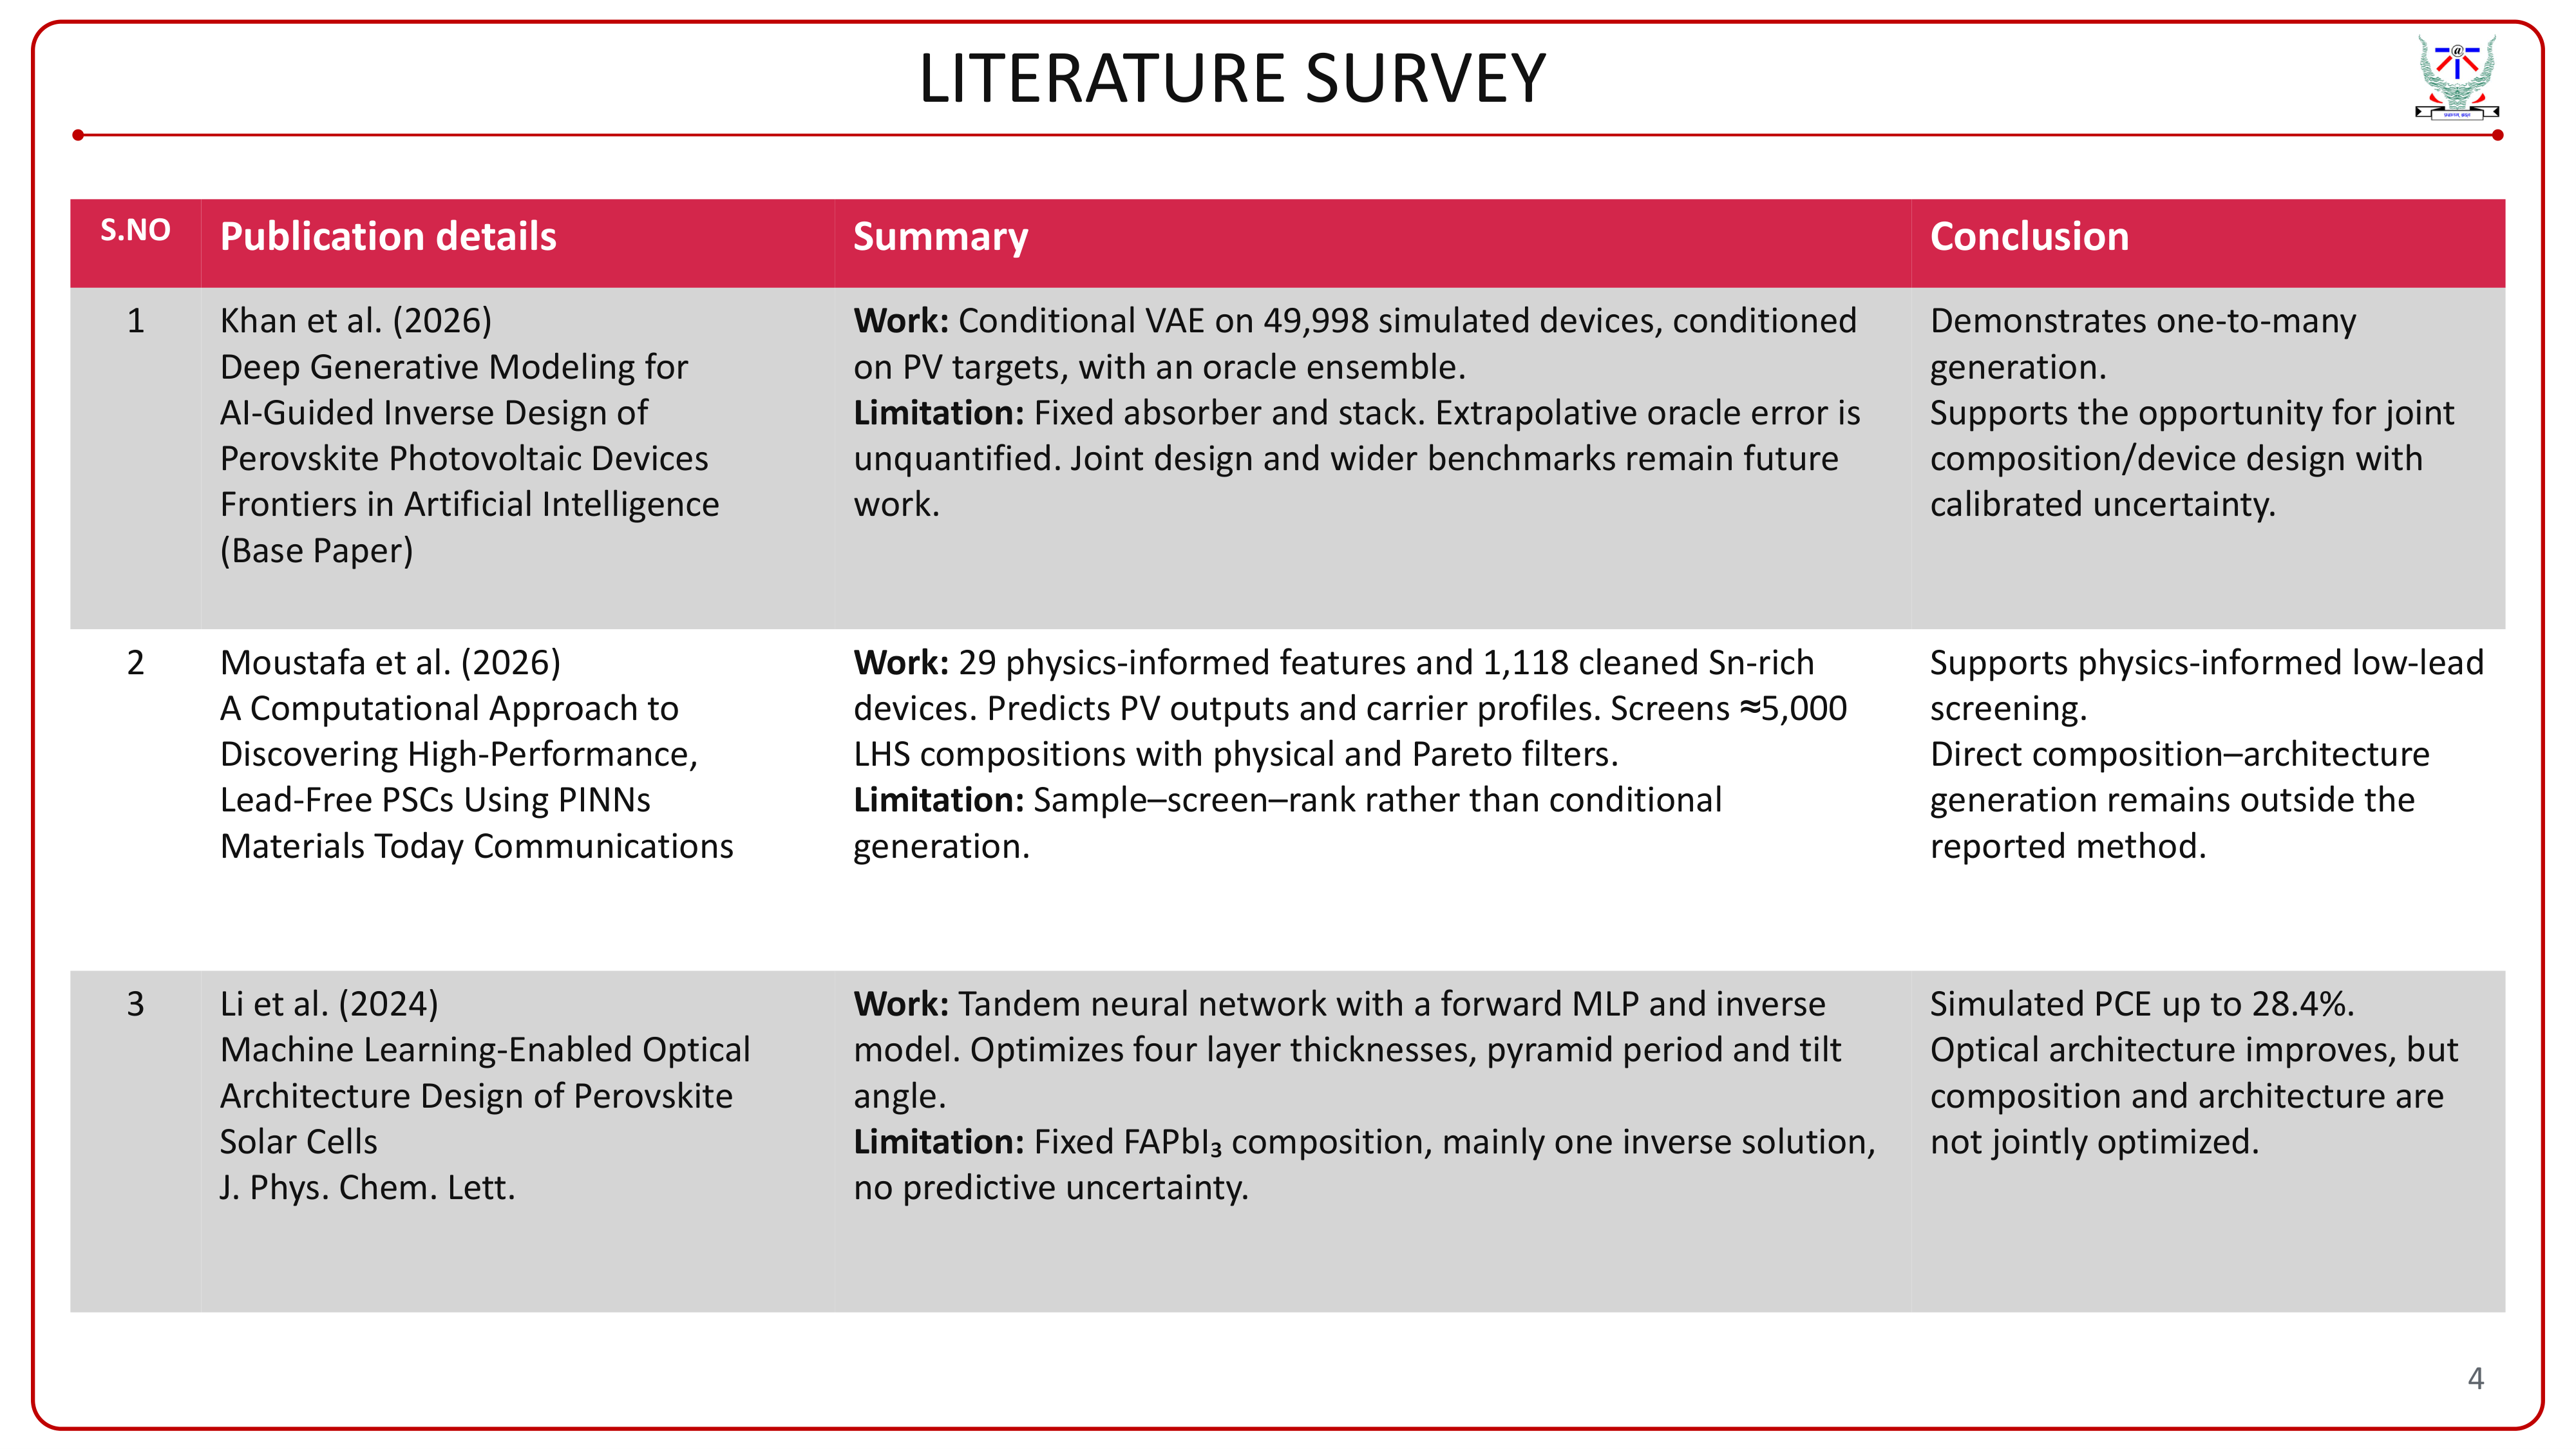 LITERATURE SURVEY
@
S.NO
Publication details
Summary
Conclusion
1
Khan et al. (2026)
Deep Generative Modeling for
AI-Guided Inverse Design of
Perovskite Photovoltaic Devices
Frontiers in Artificial Intelligence
(Base Paper)
Work: Conditional VAE on 49,998 simulated devices, conditioned
on PV targets, with an oracle ensemble.
Limitation: Fixed absorber and stack. Extrapolative oracle error is
unquantified. Joint design and wider benchmarks remain future
work.
Demonstrates one-to-many
generation.
Supports the opportunity for joint
composition/device design with
calibrated uncertainty.
2
Moustafa et al. (2026)
A Computational Approach to
Discovering High-Performance,
Lead-Free PSCs Using PINNs
Materials Today Communications
Work: 29 physics-informed features and 1,118 cleaned Sn-rich
devices. Predicts PV outputs and carrier profiles. Screens ≈5,000
LHS compositions with physical and Pareto filters.
Limitation: Sample–screen–rank rather than conditional
generation.
Supports physics-informed low-lead
screening.
Direct composition–architecture
generation remains outside the
reported method.
3
Li et al. (2024)
Machine Learning-Enabled Optical
Architecture Design of Perovskite
Solar Cells
J. Phys. Chem. Lett.
Work: Tandem neural network with a forward MLP and inverse
model. Optimizes four layer thicknesses, pyramid period and tilt
angle.
Limitation: Fixed FAPbI₃ composition, mainly one inverse solution,
no predictive uncertainty.
Simulated PCE up to 28.4%.
Optical architecture improves, but
composition and architecture are
not jointly optimized.
4